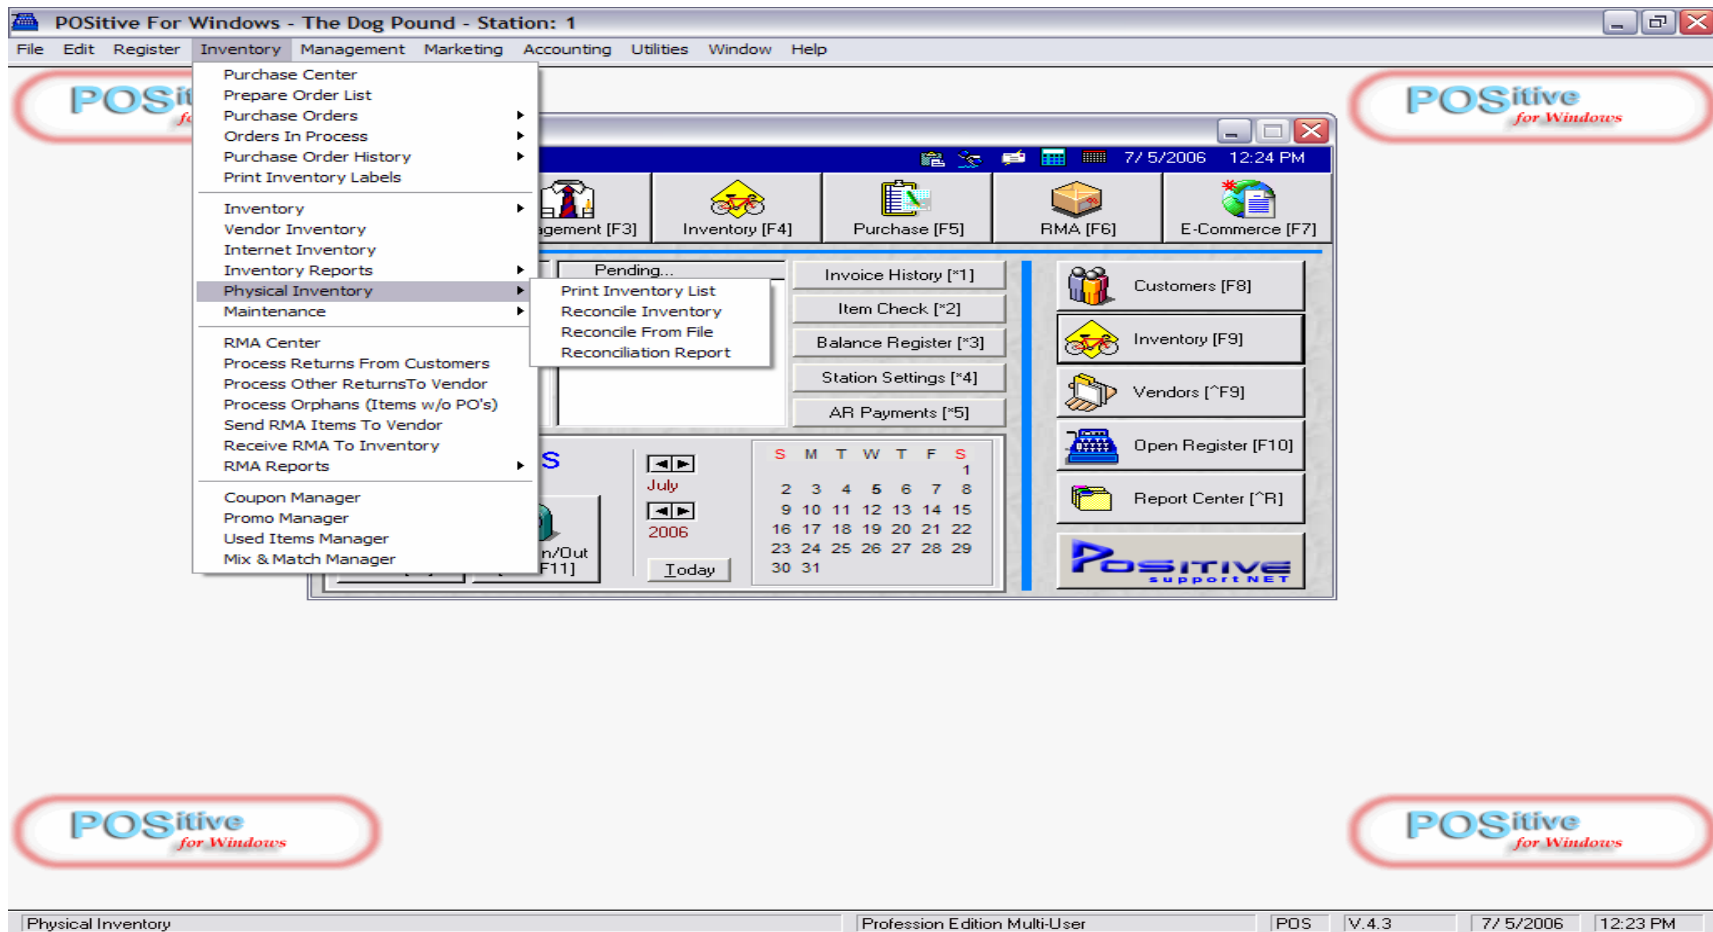 POSitive For Windows - The Dog Pound - Station: 1
File Edit Register Inventory Management Marketing Accounting Utilities Window Help
Purchase Center
Prepare Order List
Purchase Orders
Orders In Process
Purchase Order History
Print Inventory Labels
Inventory
Vendor Inventory
Internet Inventory
Inventory Reports
Physical Inventory
Maintenance
RMA Center
Process Returns From Customers
Process Other ReturnsTo Vendor
Process Orphans (Items w/o PO's)
Send RMA Items To Vendor
Receive RMA To Inventory
RMA Reports
Coupon Manager
Promo Manager
Used Items Manager
Mix & Match Manager
Print Inventory List
Reconcile Inventory
Reconcile From File
Reconciliation Report
POSitive
for Windows
7/ 5/2006 12:24 PM
Inventory [F4] Purchase [F5] RMA [F6] E-Commerce [F7]
Pending...
Invoice History [*1]
Item Check [*2]
Balance Register [*3]
Station Settings [*4]
AR Payments [*5]
Customers [F8]
Inventory [F9]
Vendors [^F9]
Open Register [F10]
Report Center [^R]
POSITIVE
support NET
July
2006
Today
S M T W T F S
1
2 3 4 5 6 7 8
9 10 11 12 13 14 15
16 17 18 19 20 21 22
23 24 25 26 27 28 29
30 31
POSitive
for Windows
POSitive
for Windows
Physical Inventory Profession Edition Multi-User POS V.4.3 7/ 5/2006 12:23 PM